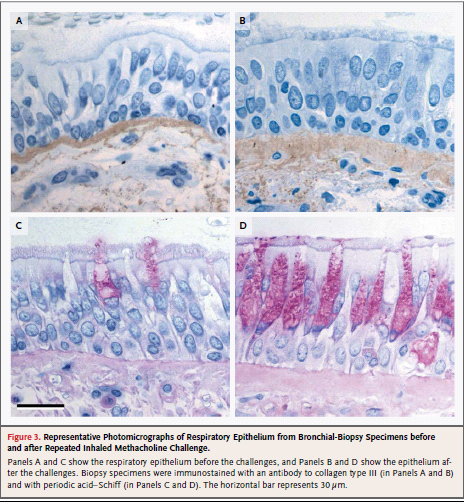 A
B
C
D
Figure 3. Representative Photomicrographs of Respiratory Epithelium from Bronchial-Biopsy Specimens before
and after Repeated Inhaled Methacholine Challenge.
Panels A and C show the respiratory epithelium before the challenges, and Panels B and D show the epithelium af-
ter the challenges. Biopsy specimens were immunostained with an antibody to collagen type III (in Panels A and B)
and with periodic acid–Schiff (in Panels C and D). The horizontal bar represents 30 μm.